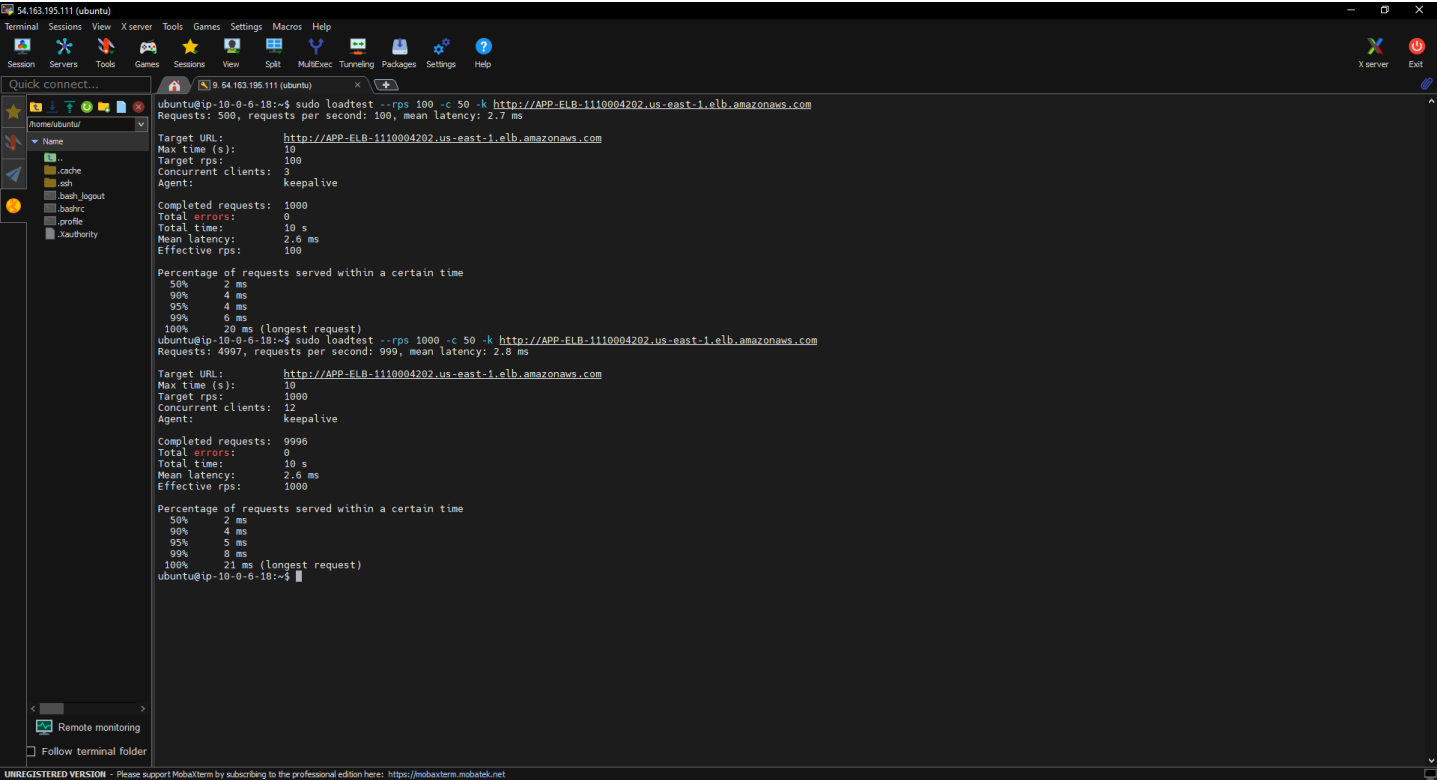 54.163.195.111 (ubuntu)
Terminal Sessions View X server Tools Games Settings Macros Help
Session Servers Tools Games Sessions View Split MultiExec Tunneling Packages Settings Help X server Exit
Quick connect...
9. 54.163.195.111 (ubuntu)
/home/ubuntu/
Name
..
.cache
.ssh
.bash_logout
.bashrc
.profile
.Xauthority
ubuntu@ip-10-0-6-18:~$ sudo loadtest --rps 100 -c 50 -k http://APP-ELB-1110004202.us-east-1.elb.amazonaws.com
Requests: 500, requests per second: 100, mean latency: 2.7 ms
Target URL: http://APP-ELB-1110004202.us-east-1.elb.amazonaws.com
Max time (s): 10
Target rps: 100
Concurrent clients: 3
Agent: keepalive
Completed requests: 1000
Total errors: 0
Total time: 10 s
Mean latency: 2.6 ms
Effective rps: 100
Percentage of requests served within a certain time
50% 2 ms
90% 4 ms
95% 4 ms
99% 6 ms
100% 20 ms (longest request)
ubuntu@ip-10-0-6-18:~$ sudo loadtest --rps 1000 -c 50 -k http://APP-ELB-1110004202.us-east-1.elb.amazonaws.com
Requests: 4997, requests per second: 999, mean latency: 2.8 ms
Target URL: http://APP-ELB-1110004202.us-east-1.elb.amazonaws.com
Max time (s): 10
Target rps: 1000
Concurrent clients: 12
Agent: keepalive
Completed requests: 9996
Total errors: 0
Total time: 10 s
Mean latency: 2.6 ms
Effective rps: 1000
Percentage of requests served within a certain time
50% 2 ms
90% 4 ms
95% 5 ms
99% 8 ms
100% 21 ms (longest request)
ubuntu@ip-10-0-6-18:~$
Remote monitoring
Follow terminal folder
UNREGISTERED VERSION - Please support MobaXterm by subscribing to the professional edition here: https://mobaxterm.mobatek.net